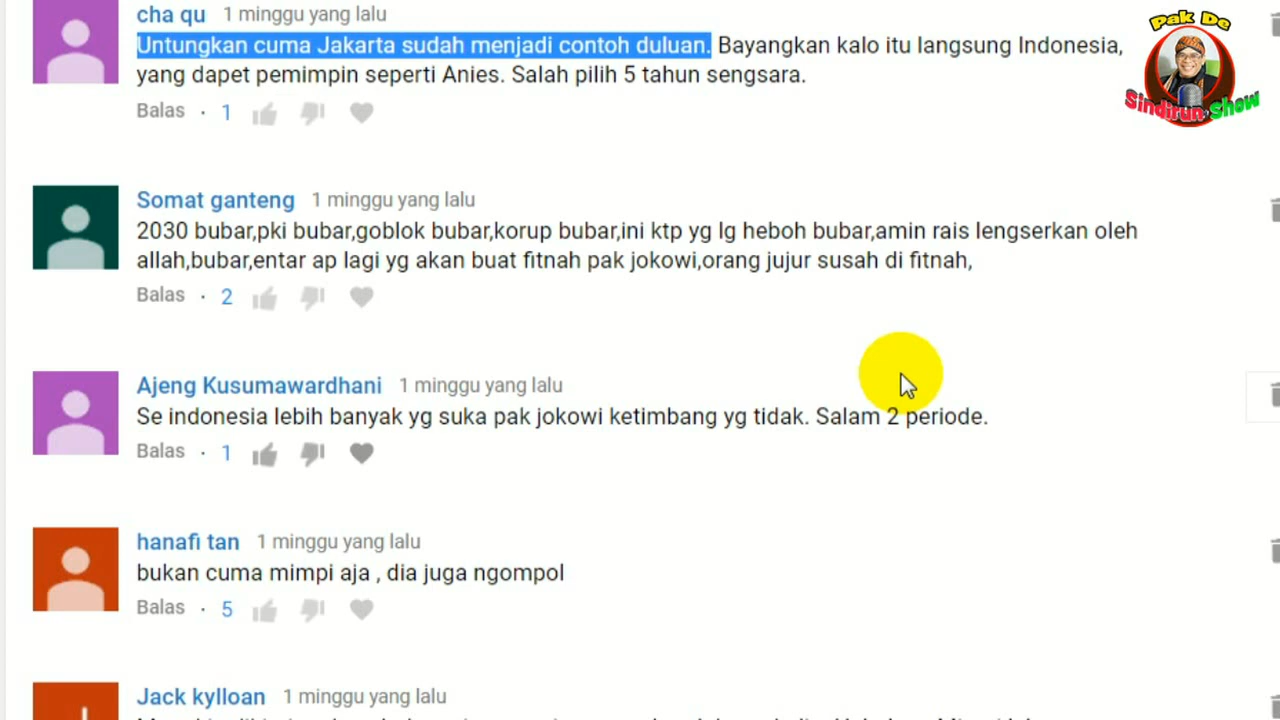 cha qu 1 minggu yang lalu
Untungkan cuma Jakarta sudah menjadi contoh duluan. Bayangkan kalo itu langsung Indonesia,
yang dapet pemimpin seperti Anies. Salah pilih 5 tahun sengsara.
Balas · 1
Pak De
Sindirun Show
Somat ganteng 1 minggu yang lalu
2030 bubar,pki bubar,goblok bubar,korup bubar,ini ktp yg lg heboh bubar,amin rais lengserkan oleh
allah,bubar,entar ap lagi yg akan buat fitnah pak jokowi,orang jujur susah di fitnah,
Balas · 2
Ajeng Kusumawardhani 1 minggu yang lalu
Se indonesia lebih banyak yg suka pak jokowi ketimbang yg tidak. Salam 2 periode.
Balas · 1
hanafi tan 1 minggu yang lalu
bukan cuma mimpi aja , dia juga ngompol
Balas · 5
Jack kylloan 1 minggu yang lalu